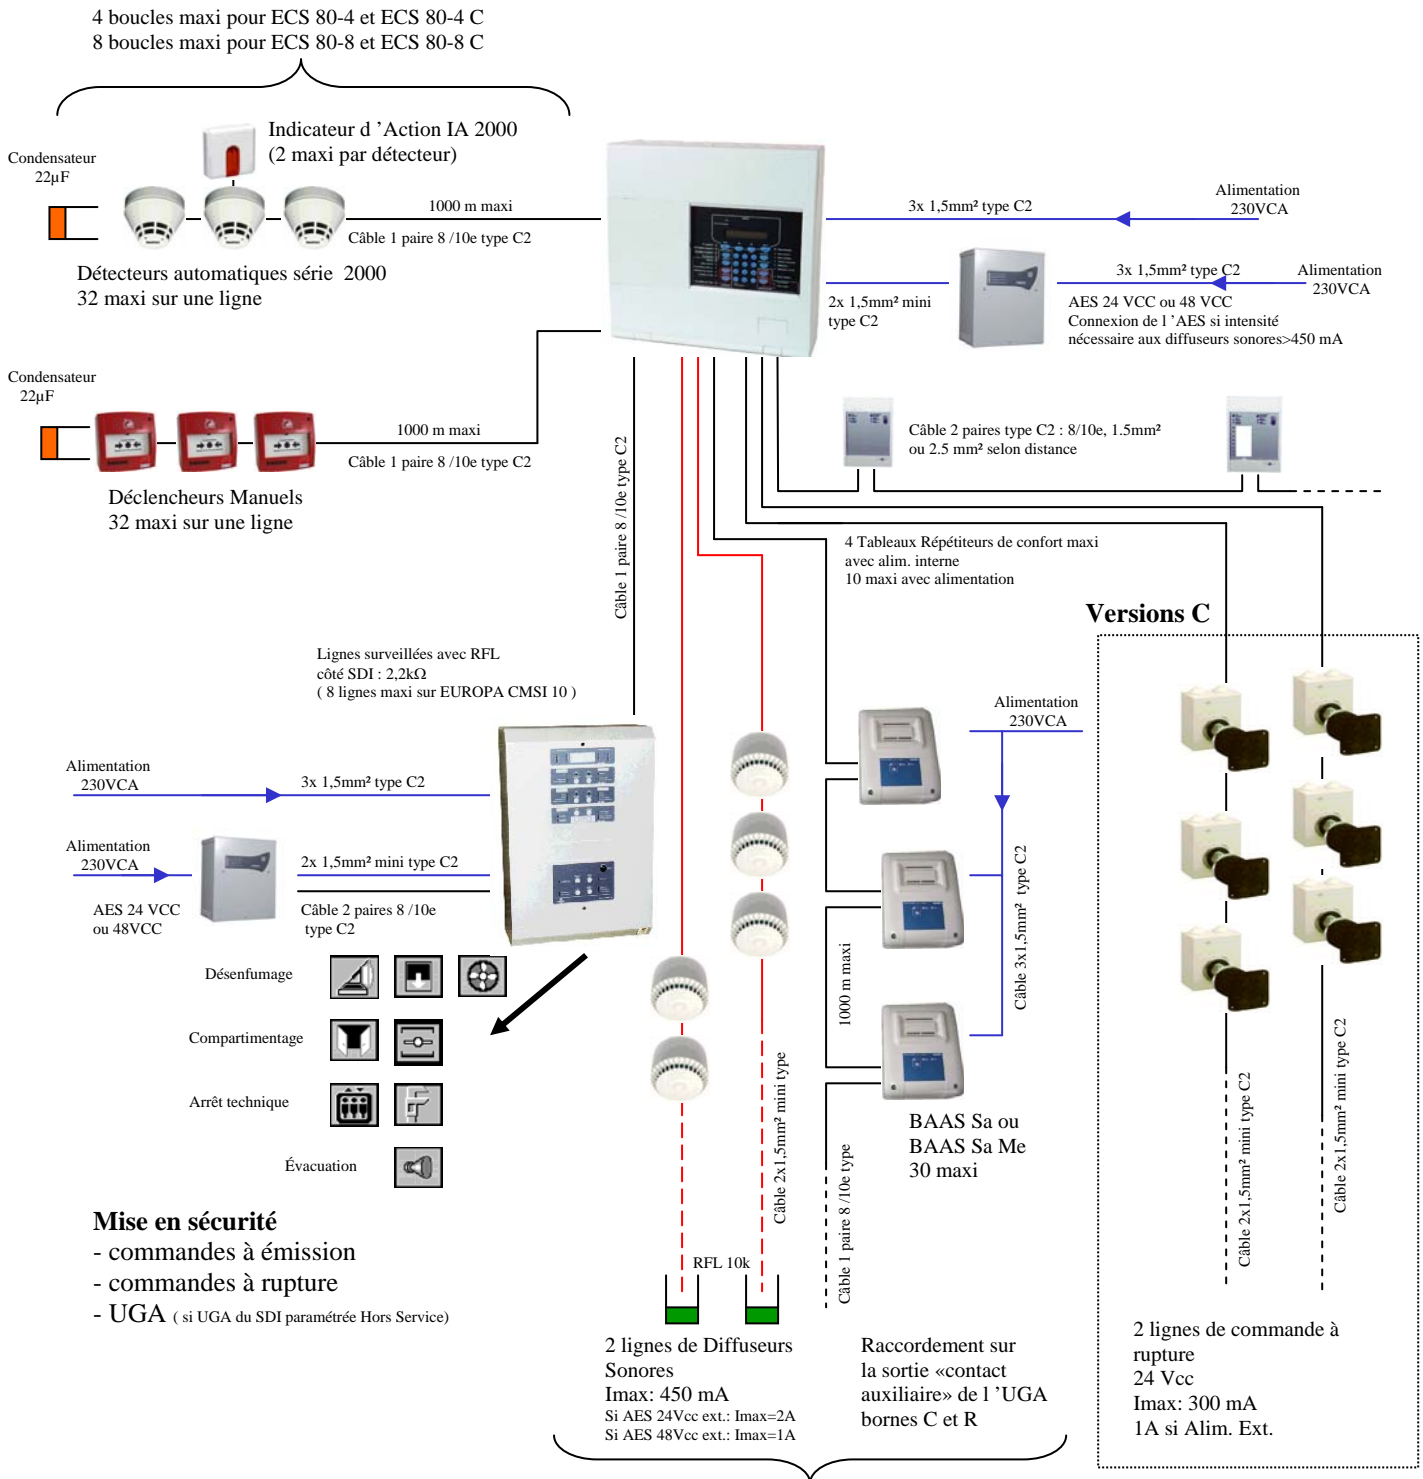 4 boucles maxi pour ECS 80-4 et ECS 80-4 C
8 boucles maxi pour ECS 80-8 et ECS 80-8 C
Indicateur d ’Action IA 2000
(2 maxi par détecteur)
Condensateur
22µF
1000 m maxi
Câble 1 paire 8 /10e type C2
Détecteurs automatiques série 2000
32 maxi sur une ligne
3x 1,5mm² type C2
Alimentation
230VCA
2x 1,5mm² mini
type C2
3x 1,5mm² type C2
Alimentation
230VCA
AES 24 VCC ou 48 VCC
Connexion de l ’AES si intensité
nécessaire aux diffuseurs sonores>450 mA
Condensateur
22µF
1000 m maxi
Câble 1 paire 8 /10e type C2
Déclencheurs Manuels
32 maxi sur une ligne
Câble 1 paire 8 /10e type C2
Câble 2 paires type C2 : 8/10e, 1.5mm²
ou 2.5 mm² selon distance
4 Tableaux Répétiteurs de confort maxi
avec alim. interne
10 maxi avec alimentation
Versions C
Lignes surveillées avec RFL
côté SDI : 2,2kΩ
( 8 lignes maxi sur EUROPA CMSI 10 )
Alimentation
230VCA
Alimentation
230VCA
3x 1,5mm² type C2
Alimentation
230VCA
2x 1,5mm² mini type C2
AES 24 VCC
ou 48VCC
Câble 2 paires 8 /10e
type C2
Câble 3x1,5mm² type C2
1000 m maxi
Désenfumage
Compartimentage
Arrêt technique
Évacuation
Câble 2x1,5mm² mini type
Câble 1 paire 8 /10e type
BAAS Sa ou
BAAS Sa Me
30 maxi
Câble 2x1,5mm² mini type C2
Câble 2x1,5mm² mini type C2
Mise en sécurité
- commandes à émission
- commandes à rupture
- UGA ( si UGA du SDI paramétrée Hors Service)
RFL 10k
2 lignes de Diffuseurs
Sonores
Imax: 450 mA
Si AES 24Vcc ext.: Imax=2A
Si AES 48Vcc ext.: Imax=1A
Raccordement sur
la sortie «contact
auxiliaire» de l ’UGA
bornes C et R
2 lignes de commande à
rupture
24 Vcc
Imax: 300 mA
1A si Alim. Ext.